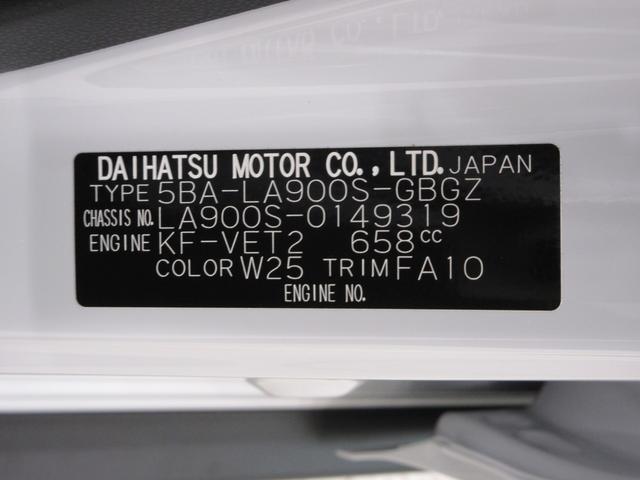 DAIHATSU MOTOR CO., LTD. JAPAN
TYPE 5BA-LA900S-GBGZ
CHASSIS NO. LA900S-0149319
ENGINE KF-VET2 658cc
COLOR W25 TRIM FA10
ENGINE NO.